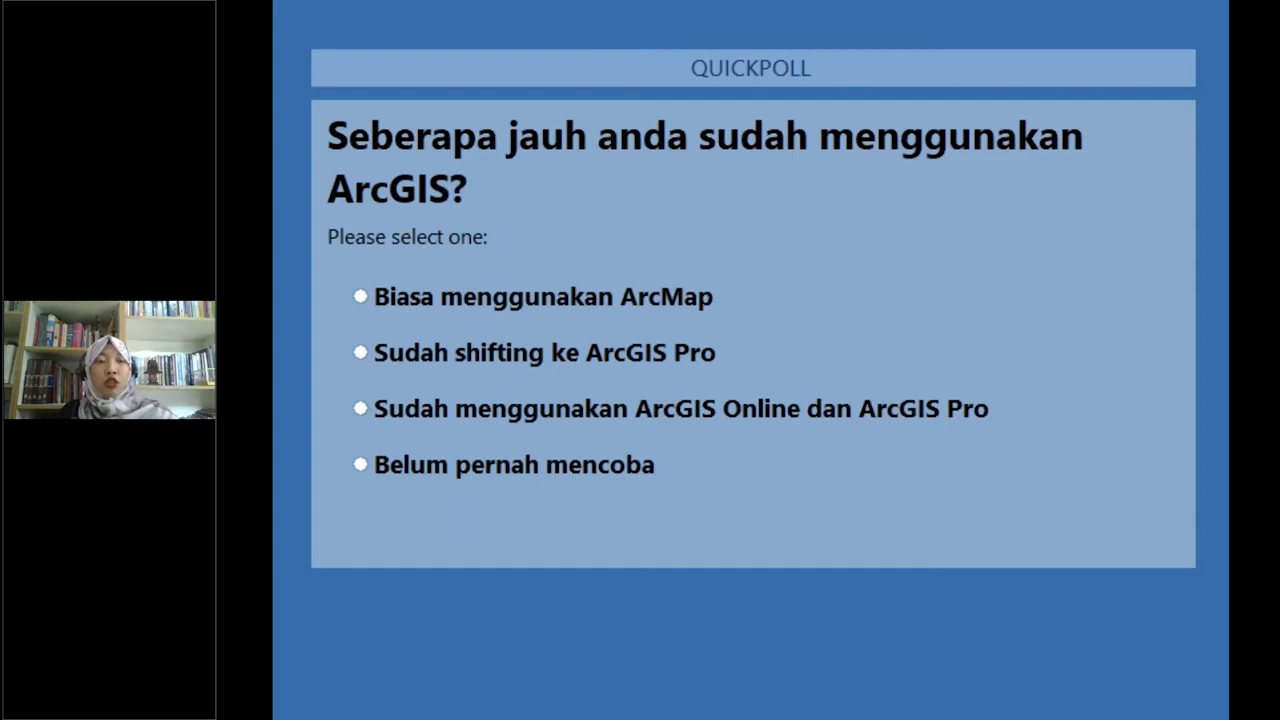 QUICKPOLL
Seberapa jauh anda sudah menggunakan
ArcGIS?
Please select one:
Biasa menggunakan ArcMap
Sudah shifting ke ArcGIS Pro
Sudah menggunakan ArcGIS Online dan ArcGIS Pro
Belum pernah mencoba